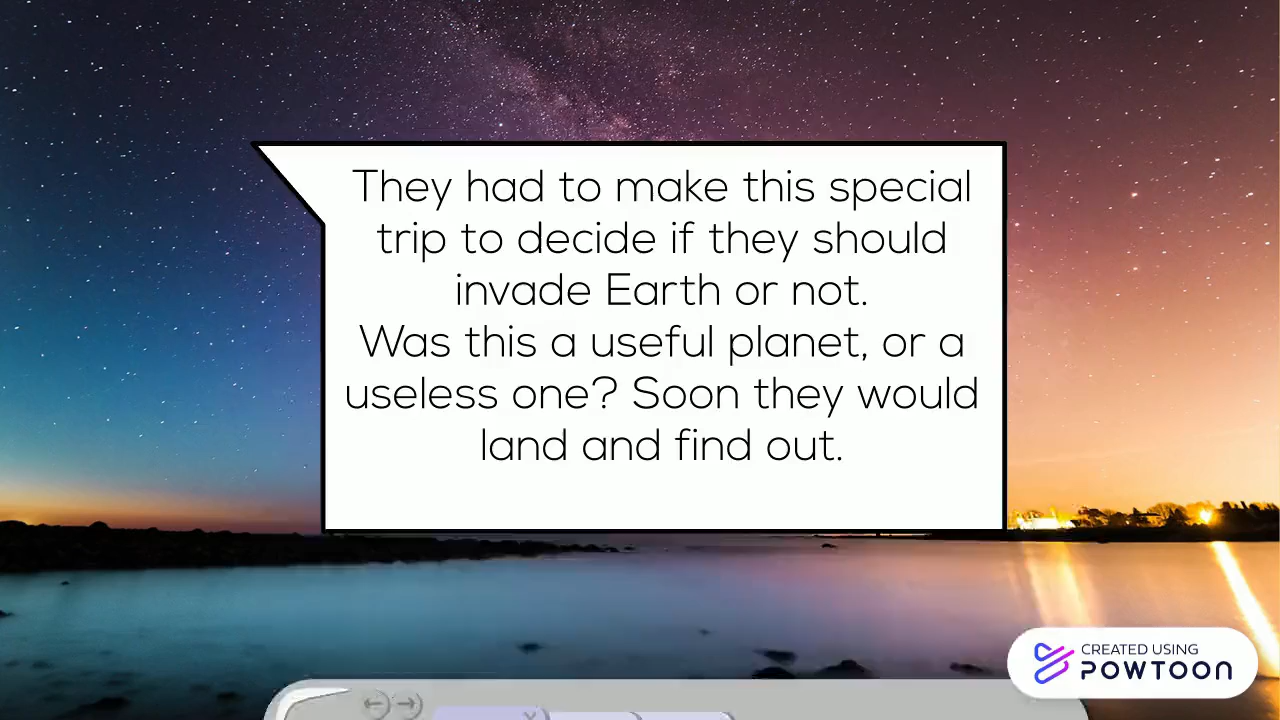 They had to make this special
trip to decide if they should
invade Earth or not.
Was this a useful planet, or a
useless one? Soon they would
land and find out.
CREATED USING
POWTOON